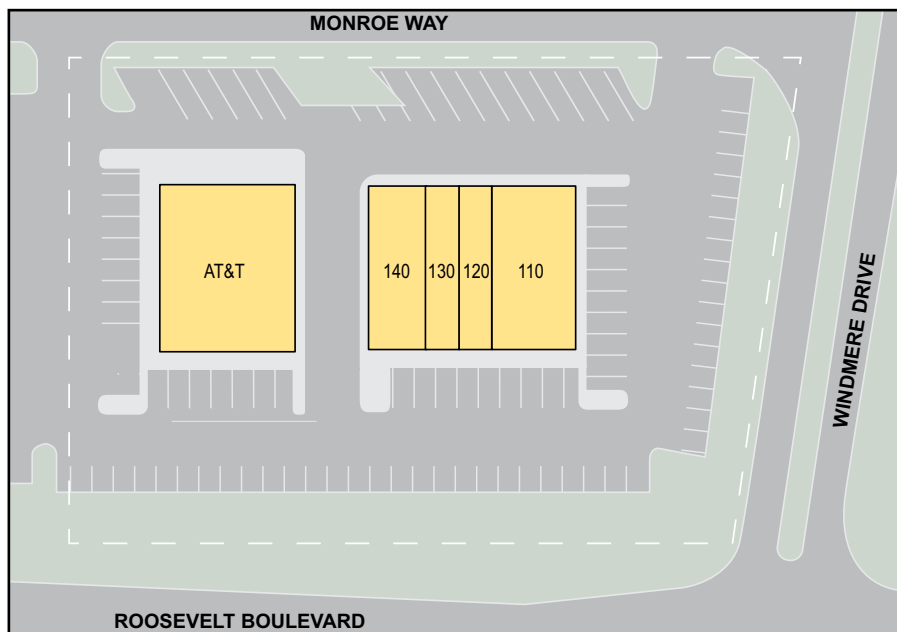 MONROE WAY
AT&T
140
130
120
110
WINDMERE DRIVE
ROOSEVELT BOULEVARD